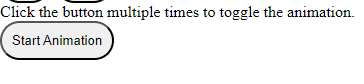 Click the button multiple times to toggle the animation.
Start Animation